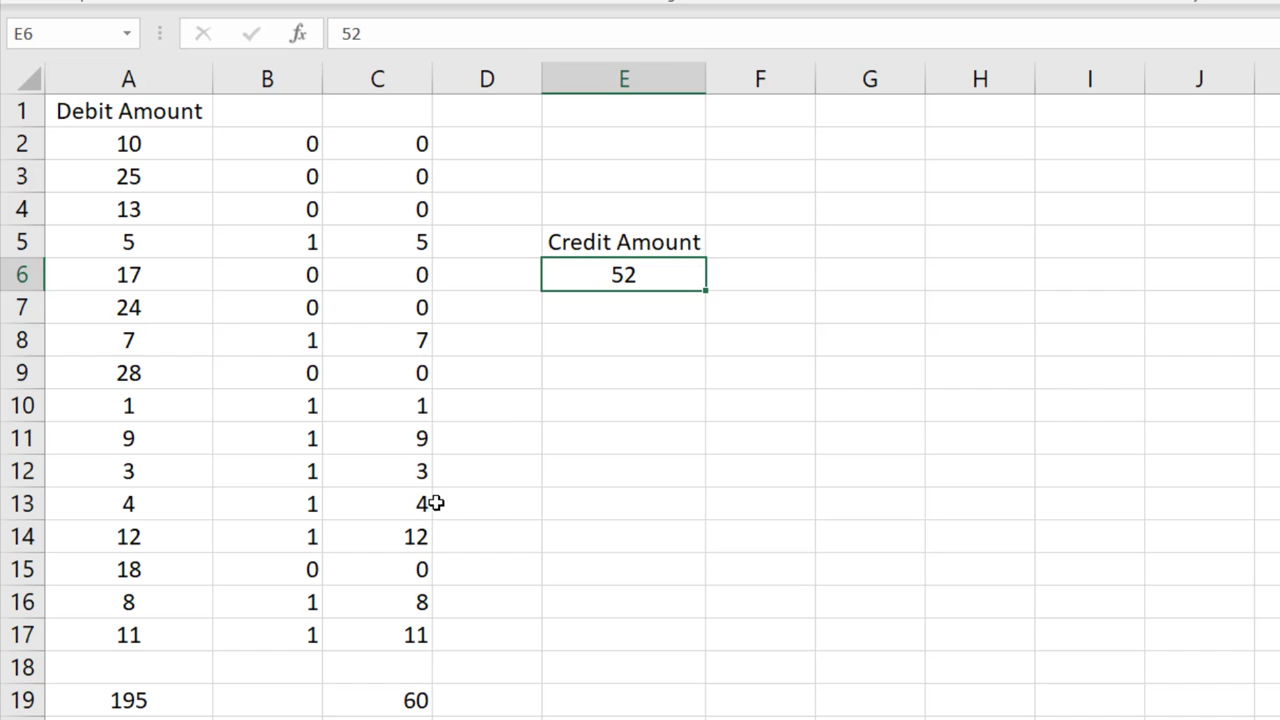 E6 fx 52
A B C D E F G H I J
1 Debit Amount
2 10 0 0
3 25 0 0
4 13 0 0
5 5 1 5 Credit Amount
6 17 0 0 52
7 24 0 0
8 7 1 7
9 28 0 0
10 1 1 1
11 9 1 9
12 3 1 3
13 4 1 4
14 12 1 12
15 18 0 0
16 8 1 8
17 11 1 11
18
19 195 60